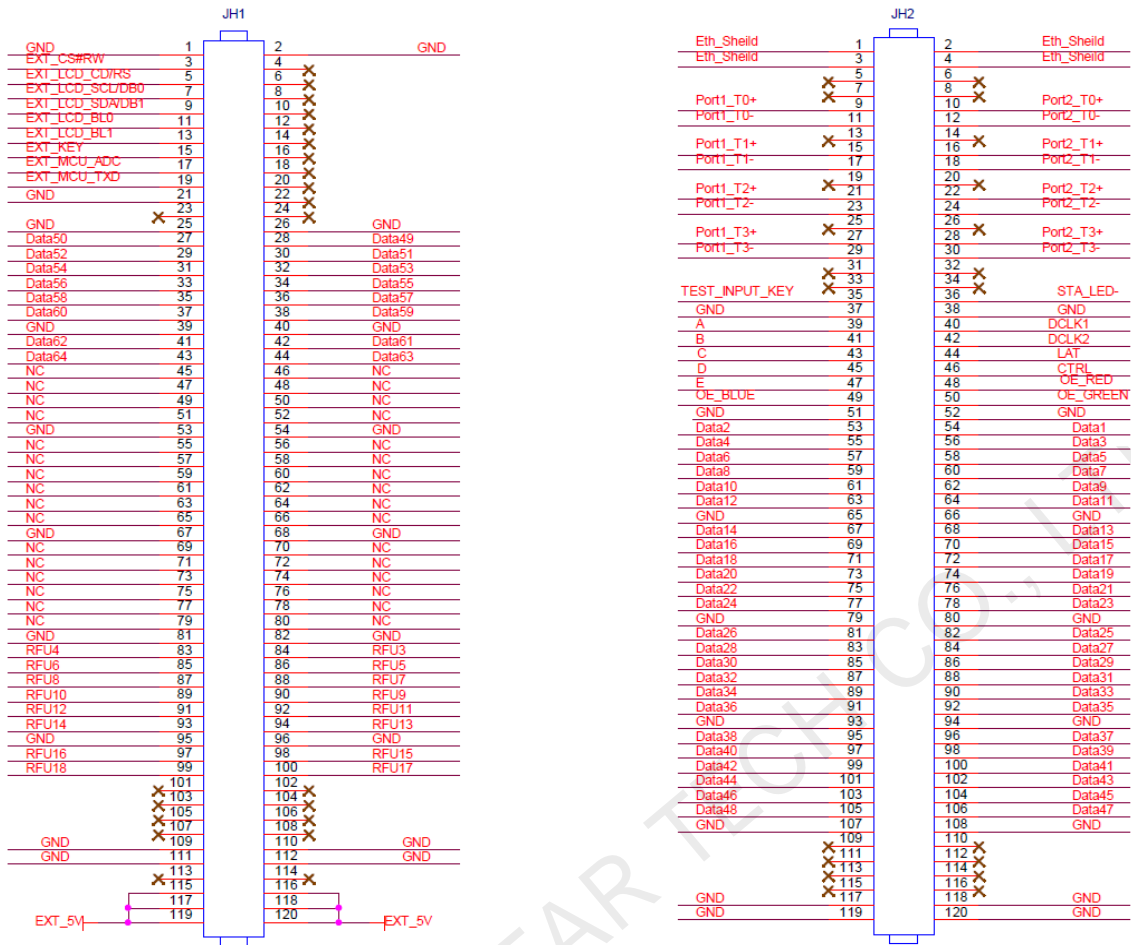 JH1
GND 1 2 GND
EXT_CS#RW 3 4
EXT_LCD_CD/RS 5 6
EXT_LCD_SCL/DB0 7 8
EXT_LCD_SDA/DB1 9 10
EXT_LCD_BL0 11 12
EXT_LCD_BL1 13 14
EXT_KEY 15 16
EXT_MCU_ADC 17 18
EXT_MCU_TXD 19 20
GND 21 22
23 24
GND 25 26 GND
Data50 27 28 Data49
Data52 29 30 Data51
Data54 31 32 Data53
Data56 33 34 Data55
Data58 35 36 Data57
Data60 37 38 Data59
GND 39 40 GND
Data62 41 42 Data61
Data64 43 44 Data63
NC 45 46 NC
NC 47 48 NC
NC 49 50 NC
NC 51 52 NC
GND 53 54 GND
NC 55 56 NC
NC 57 58 NC
NC 59 60 NC
NC 61 62 NC
NC 63 64 NC
NC 65 66 NC
GND 67 68 GND
NC 69 70 NC
NC 71 72 NC
NC 73 74 NC
NC 75 76 NC
NC 77 78 NC
NC 79 80 NC
GND 81 82 GND
RFU4 83 84 RFU3
RFU6 85 86 RFU5
RFU8 87 88 RFU7
RFU10 89 90 RFU9
RFU12 91 92 RFU11
RFU14 93 94 RFU13
GND 95 96 GND
RFU16 97 98 RFU15
RFU18 99 100 RFU17
101 102
103 104
105 106
107 108
GND 109 110 GND
GND 111 112 GND
113 114
115 116
117 118
EXT_5V 119 120 EXT_5V
JH2
Eth_Sheild 1 2 Eth_Sheild
Eth_Sheild 3 4 Eth_Sheild
5 6
7 8
Port1_T0+ 9 10 Port2_T0+
Port1_T0- 11 12 Port2_T0-
13 14
Port1_T1+ 15 16 Port2_T1+
Port1_T1- 17 18 Port2_T1-
19 20
Port1_T2+ 21 22 Port2_T2+
Port1_T2- 23 24 Port2_T2-
25 26
Port1_T3+ 27 28 Port2_T3+
Port1_T3- 29 30 Port2_T3-
31 32
33 34
TEST_INPUT_KEY 35 36 STA_LED-
GND 37 38 GND
A 39 40 DCLK1
B 41 42 DCLK2
C 43 44 LAT
D 45 46 CTRL
E 47 48 OE_RED
OE_BLUE 49 50 OE_GREEN
GND 51 52 GND
Data2 53 54 Data1
Data4 55 56 Data3
Data6 57 58 Data5
Data8 59 60 Data7
Data10 61 62 Data9
Data12 63 64 Data11
GND 65 66 GND
Data14 67 68 Data13
Data16 69 70 Data15
Data18 71 72 Data17
Data20 73 74 Data19
Data22 75 76 Data21
Data24 77 78 Data23
GND 79 80 GND
Data26 81 82 Data25
Data28 83 84 Data27
Data30 85 86 Data29
Data32 87 88 Data31
Data34 89 90 Data33
Data36 91 92 Data35
GND 93 94 GND
Data38 95 96 Data37
Data40 97 98 Data39
Data42 99 100 Data41
Data44 101 102 Data43
Data46 103 104 Data45
Data48 105 106 Data47
GND 107 108 GND
109 110
111 112
113 114
115 116
GND 117 118 GND
GND 119 120 GND
TECH CO.,